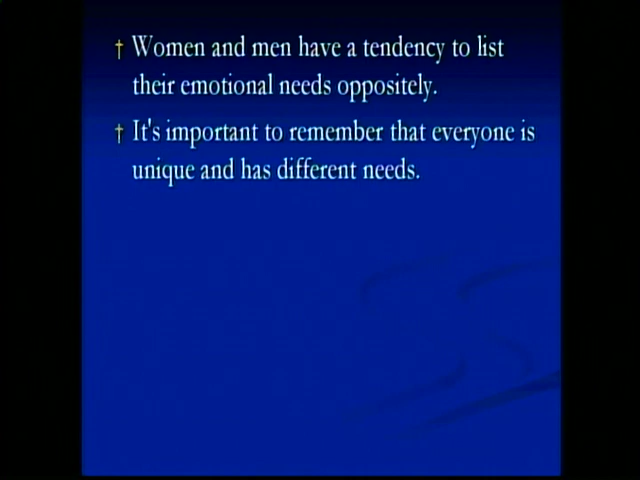 † Women and men have a tendency to list
their emotional needs oppositely.
† It's important to remember that everyone is
unique and has different needs.